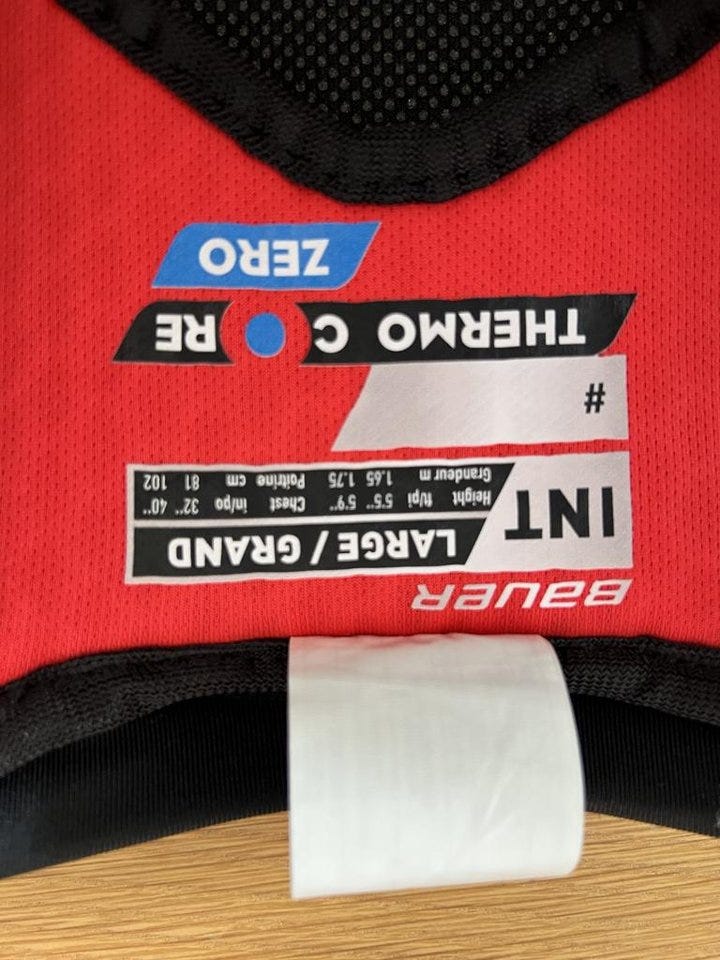 BAUER
INT
LARGE / GRAND
Height ft/pi 5'5" 5'9" Chest in/po 32" 40"
Grandeur m 1.65 1.75 Poitrine cm 81 102
#
THERMO CORE
ZERO